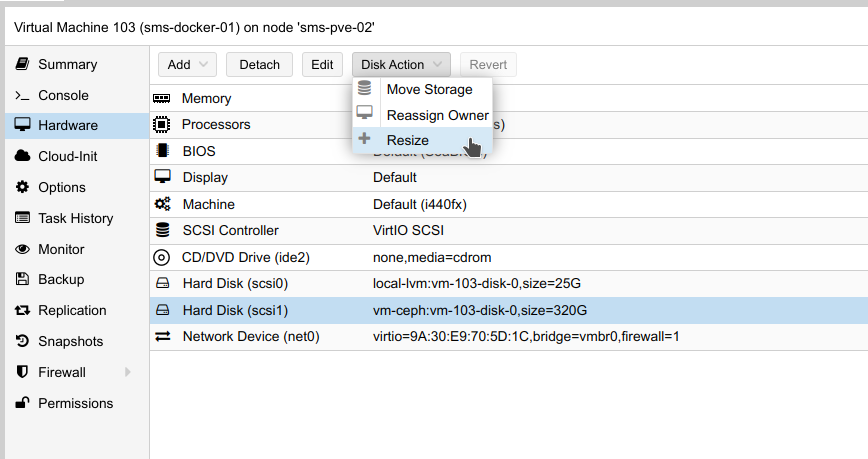 Virtual Machine 103 (sms-docker-01) on node 'sms-pve-02'
Summary
Console
Hardware
Cloud-Init
Options
Task History
Monitor
Backup
Replication
Snapshots
Firewall
Permissions
Add Detach Edit Disk Action Revert
Move Storage
Reassign Owner
Resize
Memory
Processors s)
BIOS Default
Display Default
Machine Default (i440fx)
SCSI Controller VirtIO SCSI
CD/DVD Drive (ide2) none,media=cdrom
Hard Disk (scsi0) local-lvm:vm-103-disk-0,size=25G
Hard Disk (scsi1) vm-ceph:vm-103-disk-0,size=320G
Network Device (net0) virtio=9A:30:E9:70:5D:1C,bridge=vmbr0,firewall=1